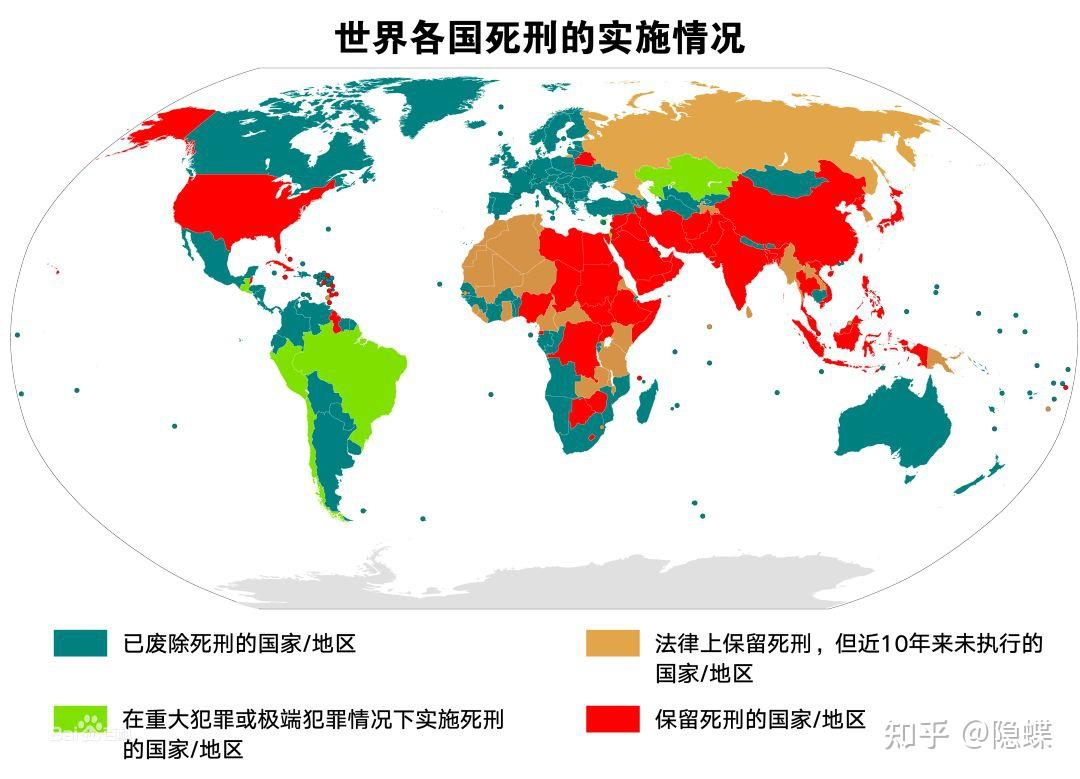 世界各国死刑的实施情况
已废除死刑的国家/地区
法律上保留死刑，但近10年来未执行的
国家/地区
在重大犯罪或极端犯罪情况下实施死刑
的国家/地区
保留死刑的国家/地区
知乎 @隐蝶